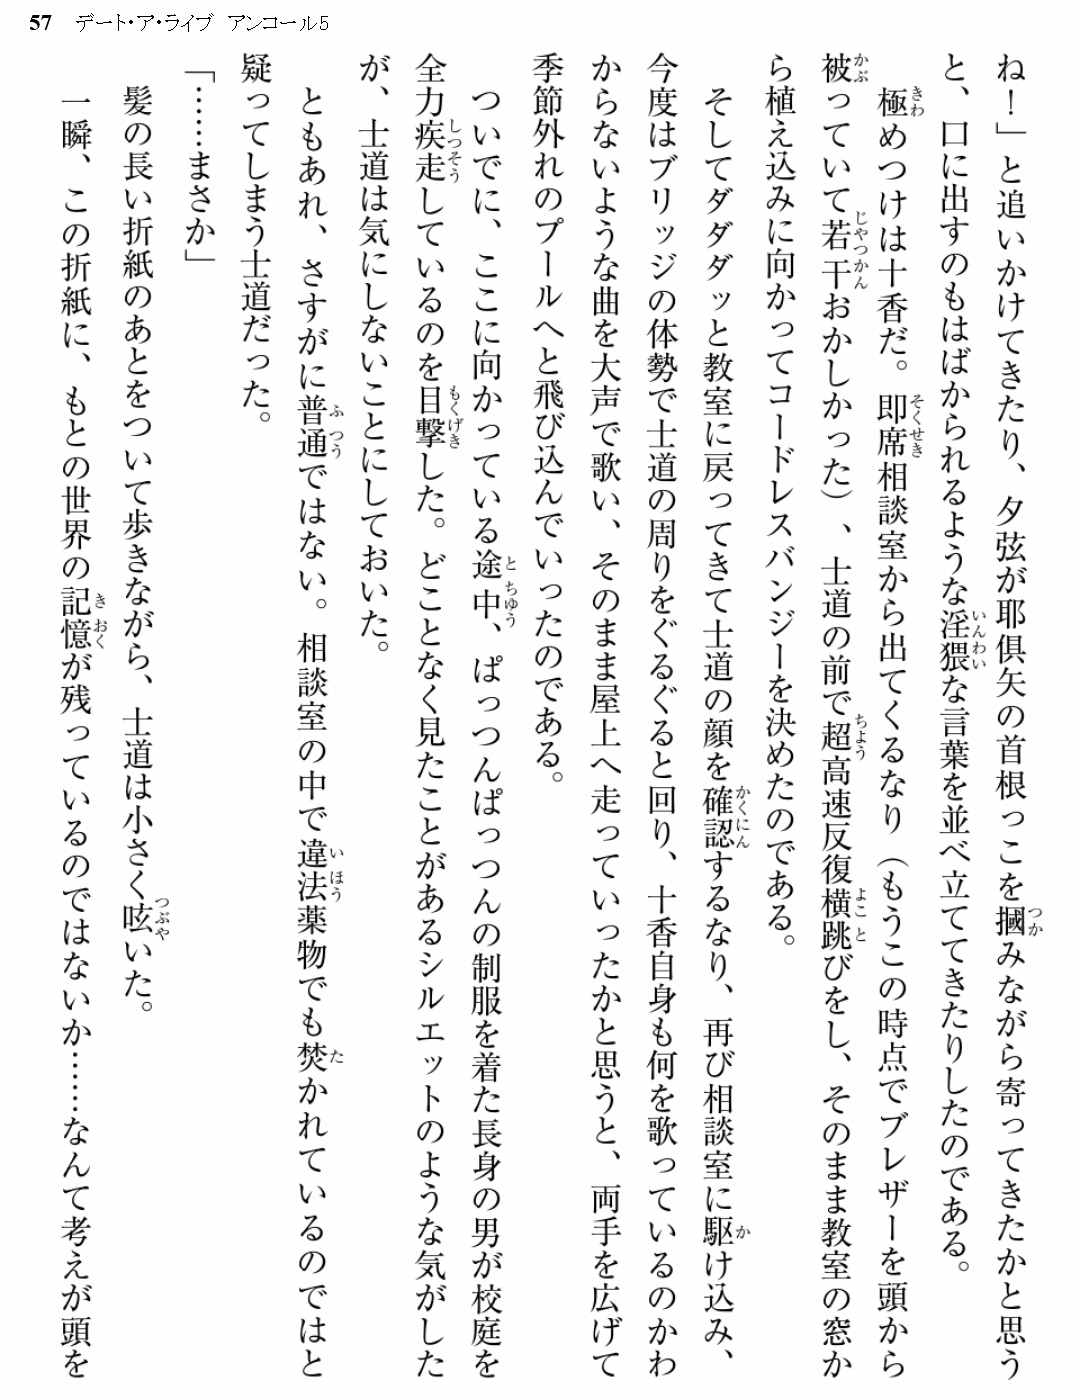 57 デート・ア・ライブ アンコール5
ね！」と追いかけてきたり、夕弦が耶倶矢の首根っこを摑みながら寄ってきたかと思う
と、口に出すのもはばかられるような淫猥な言葉を並べ立ててきたりしたのである。
　極めつけは十香だ。即席相談室から出てくるなり（もうこの時点でブレザーを頭から
被っていて若干おかしかった）、士道の前で超高速反復横跳びをし、そのまま教室の窓か
ら植え込みに向かってコードレスバンジーを決めたのである。
　そしてダダダッと教室に戻ってきて士道の顔を確認するなり、再び相談室に駆け込み、
今度はブリッジの体勢で士道の周りをぐるぐると回り、十香自身も何を歌っているのかわ
からないような曲を大声で歌い、そのまま屋上へ走っていったかと思うと、両手を広げて
季節外れのプールへと飛び込んでいったのである。
　ついでに、ここに向かっている途中、ぱっつんぱっつんの制服を着た長身の男が校庭を
全力疾走しているのを目撃した。どことなく見たことがあるシルエットのような気がした
が、士道は気にしないことにしておいた。
　ともあれ、さすがに普通ではない。相談室の中で違法薬物でも焚かれているのではと
疑ってしまう士道だった。
「……まさか」
　髪の長い折紙のあとをついて歩きながら、士道は小さく呟いた。
　一瞬、この折紙に、もとの世界の記憶が残っているのではないか……なんて考えが頭を